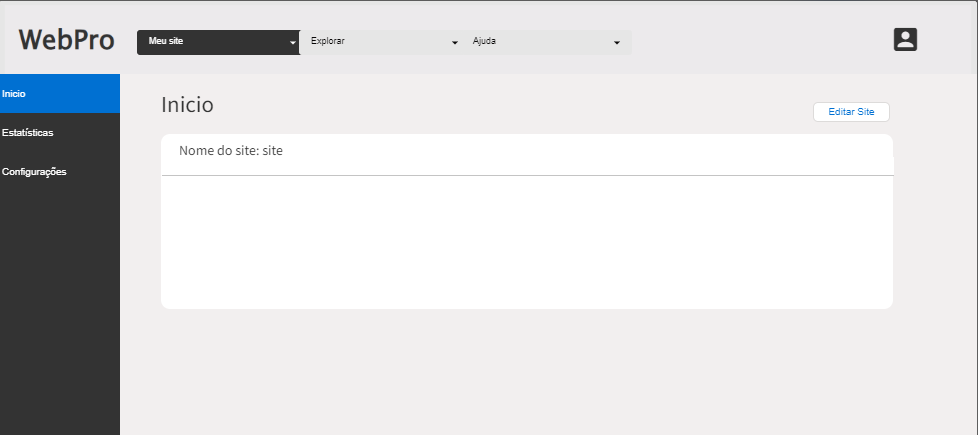 WebPro
Meu site
Explorar
Ajuda
Inicio
Estatísticas
Configurações
Inicio
Editar Site
Nome do site: site